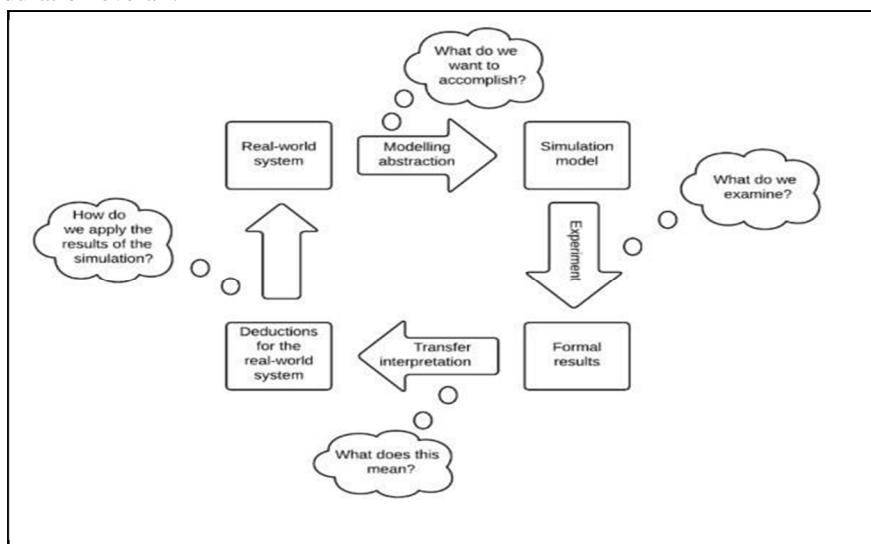 What do we
want to
accomplish?
Real-world
system
Modelling
abstraction
Simulation
model
What do we
examine?
How do
we apply the
results of the
simulation?
Experiment
Deductions
for the
real-world
system
Transfer
interpretation
Formal
results
What does this
mean?